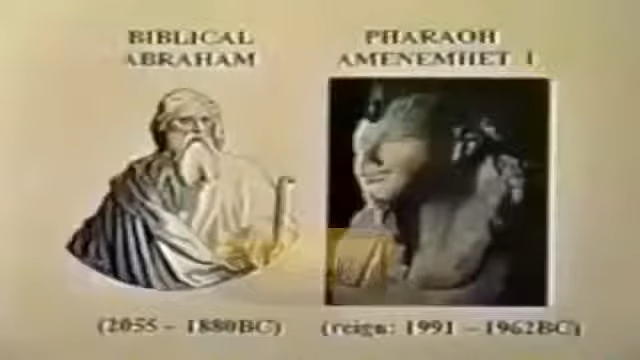 BIBLICAL
ABRAHAM
PHARAOH
AMENEMHET I
(2055 - 1880BC)
(reign: 1991 - 1962BC)